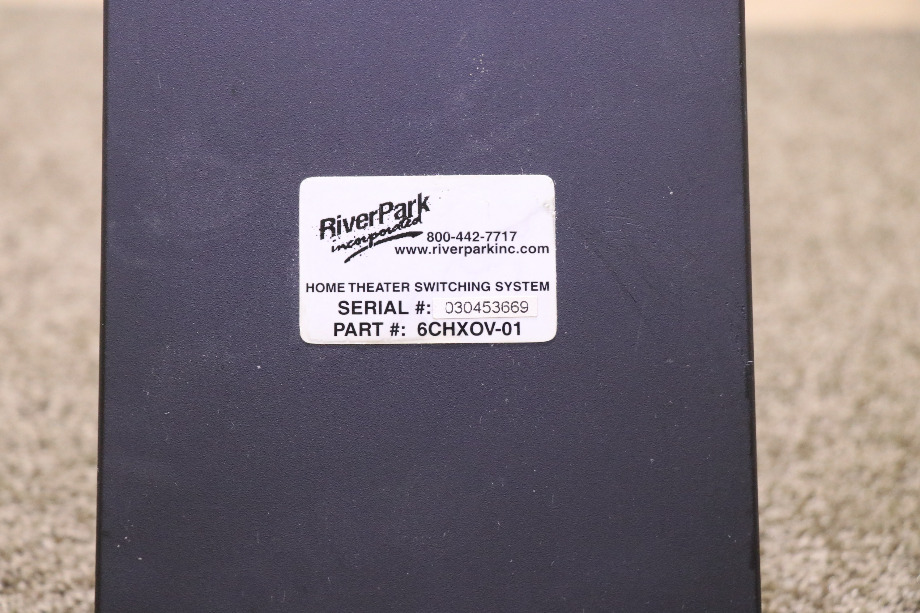 RiverPark
incorporated
800-442-7717
www.riverparkinc.com
HOME THEATER SWITCHING SYSTEM
SERIAL #: 030453669
PART #: 6CHXOV-01